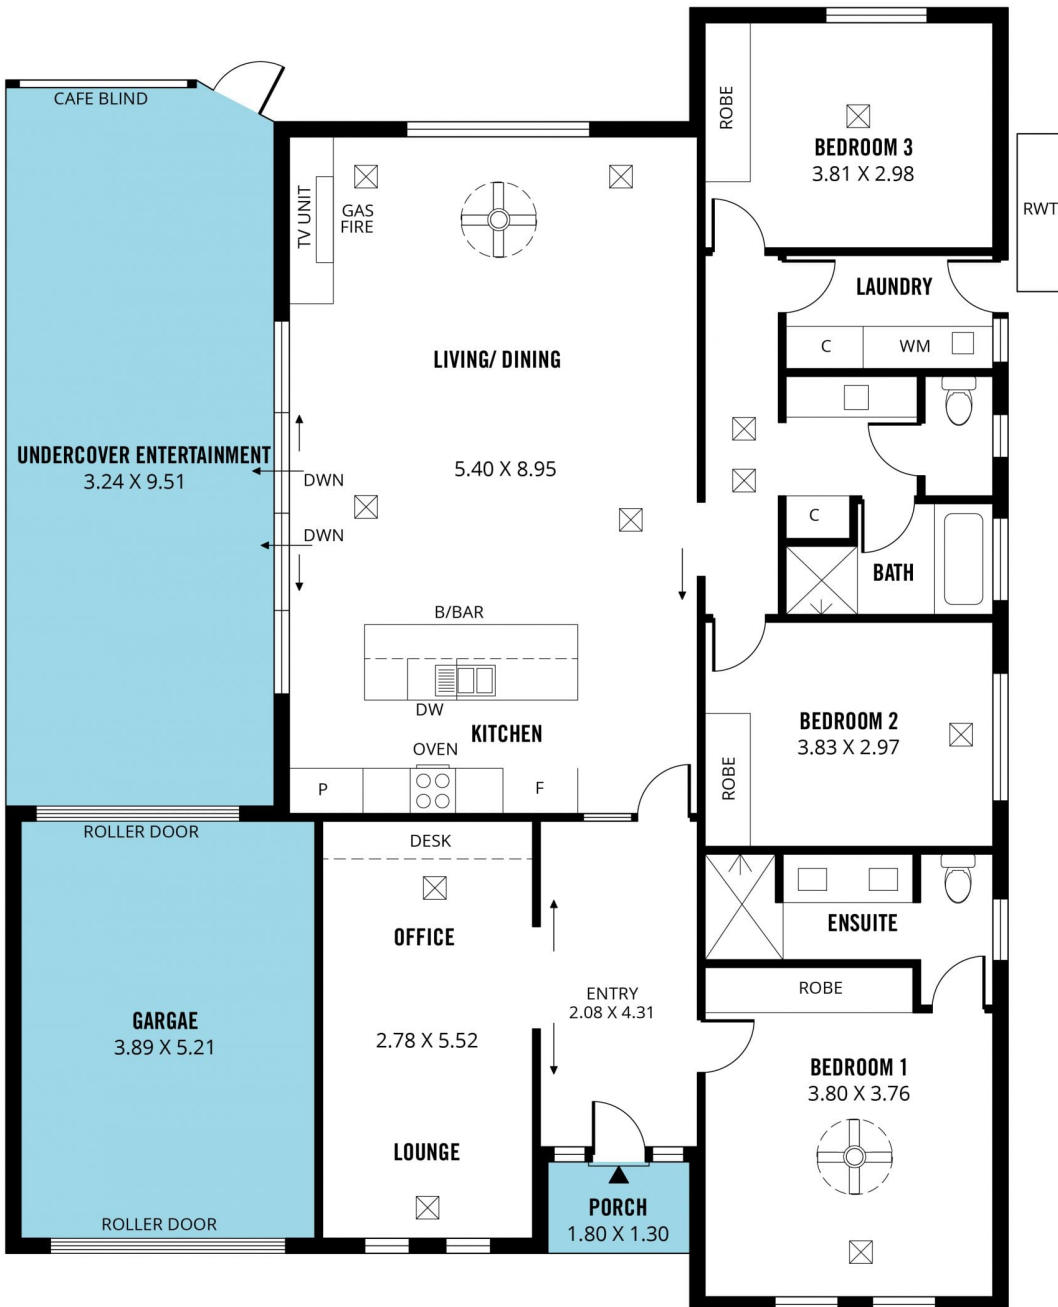 CAFE BLIND
ROBE
BEDROOM 3
3.81 X 2.98
RWT
TV UNIT
GAS
FIRE
LAUNDRY
C
WM
LIVING/ DINING
5.40 X 8.95
UNDERCOVER ENTERTAINMENT
3.24 X 9.51
DWN
DWN
C
BATH
B/BAR
DW
KITCHEN
OVEN
P
F
BEDROOM 2
3.83 X 2.97
ROBE
ROLLER DOOR
DESK
OFFICE
ENSUITE
ROBE
ENTRY
2.08 X 4.31
GARGAE
3.89 X 5.21
2.78 X 5.52
BEDROOM 1
3.80 X 3.76
LOUNGE
PORCH
1.80 X 1.30
ROLLER DOOR